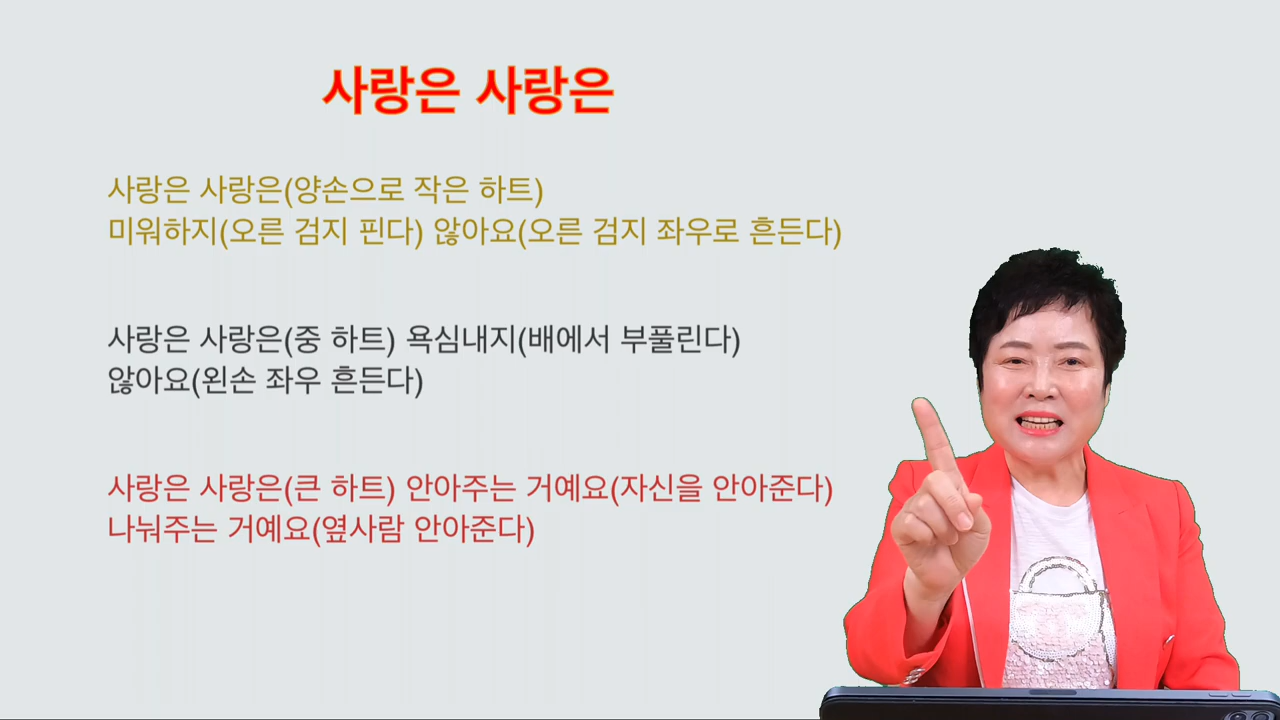 사랑은 사랑은
사랑은 사랑은(양손으로 작은 하트)
미워하지(오른 검지 핀다) 않아요(오른 검지 좌우로 흔든다)
사랑은 사랑은(중 하트) 욕심내지(배에서 부풀린다)
않아요(왼손 좌우 흔든다)
사랑은 사랑은(큰 하트) 안아주는 거예요(자신을 안아준다)
나눠주는 거예요(옆사람 안아준다)